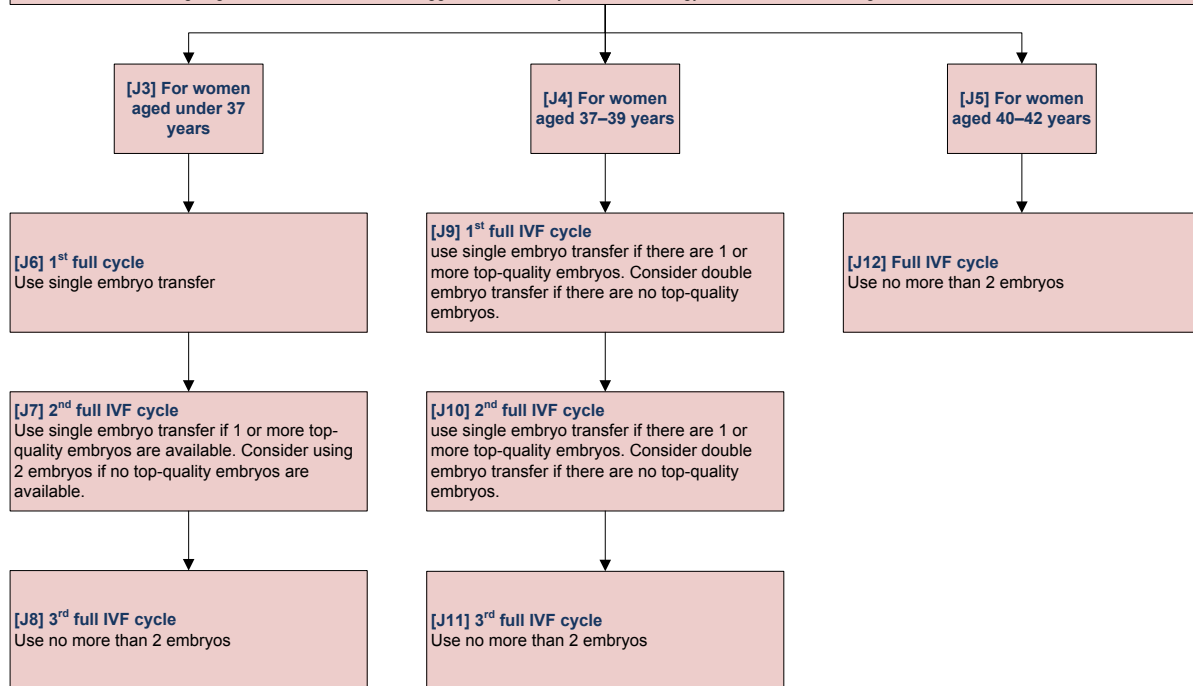 [J3] For women
aged under 37
years
[J4] For women
aged 37–39 years
[J5] For women
aged 40–42 years
[J6] 1st full cycle
Use single embryo transfer
[J9] 1st full IVF cycle
use single embryo transfer if there are 1 or
more top-quality embryos. Consider double
embryo transfer if there are no top-quality
embryos.
[J12] Full IVF cycle
Use no more than 2 embryos
[J7] 2nd full IVF cycle
Use single embryo transfer if 1 or more top-
quality embryos are available. Consider using
2 embryos if no top-quality embryos are
available.
[J10] 2nd full IVF cycle
use single embryo transfer if there are 1 or
more top-quality embryos. Consider double
embryo transfer if there are no top-quality
embryos.
[J8] 3rd full IVF cycle
Use no more than 2 embryos
[J11] 3rd full IVF cycle
Use no more than 2 embryos